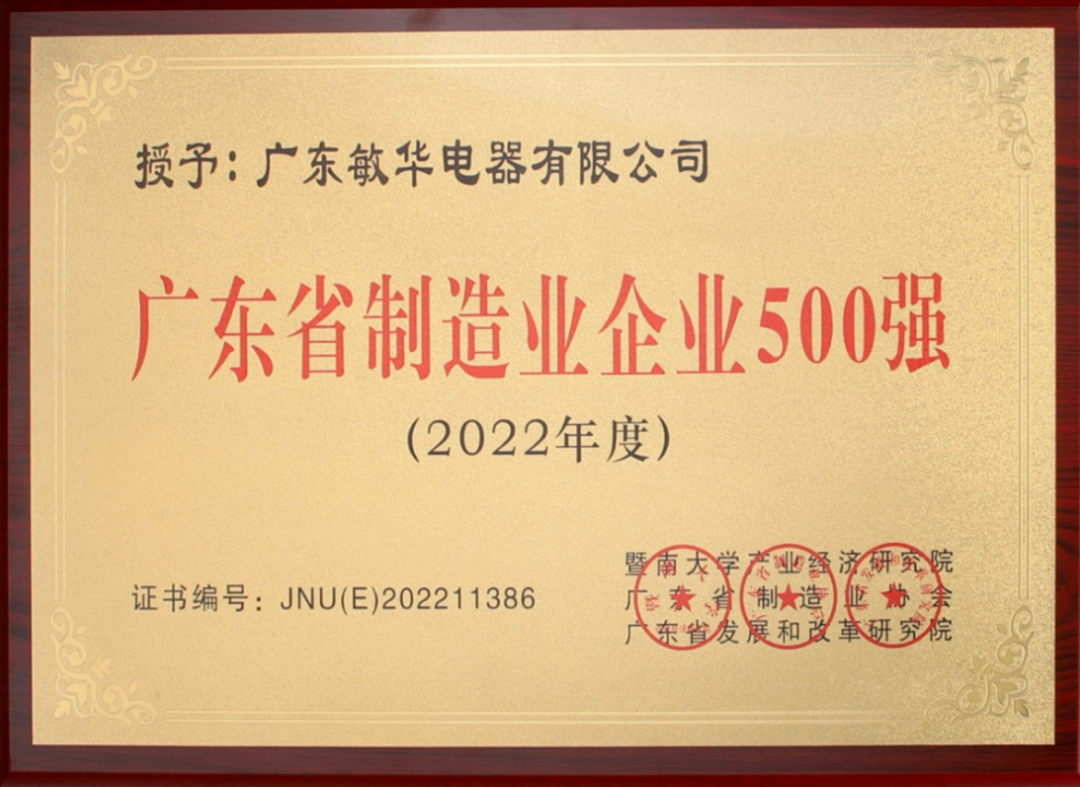 授予：广东敏华电器有限公司
广东省制造业企业500强
(2022年度)
证书编号：JNU(E)202211386
暨南大学产业经济研究院
广东省制造业协会
广东省发展和改革研究院